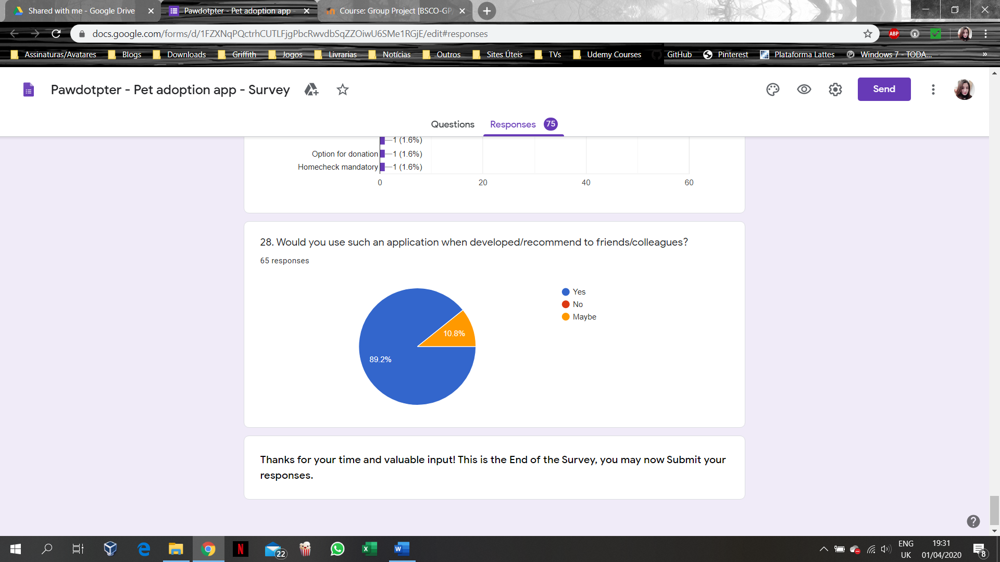 Shared with me - Google Drive
Pawdotpter - Pet adoption app -
Course: Group Project [BSCO-GP
docs.google.com/forms/d/1FZXNqPQctrhCUTLFjgPbcRwvdbSqZZOiwU6SMe1RGjE/edit#responses
ABP
Assinaturas/Avatares Blogs Downloads Griffith Jogos Livrarias Notícias Outros Sites Úteis TVs Udemy Courses GitHub Pinterest Plataforma Lattes Windows 7 - TODA... »
Pawdotpter - Pet adoption app - Survey
Send
Questions Responses 75
1 (1.6%)
Option for donation 1 (1.6%)
Homecheck mandatory 1 (1.6%)
0 20 40 60
28. Would you use such an application when developed/recommend to friends/colleagues?
65 responses
Yes
No
Maybe
10.8%
89.2%
Thanks for your time and valuable input! This is the End of the Survey, you may now Submit your
responses.
22
ENG
UK
19:31
01/04/2020
8